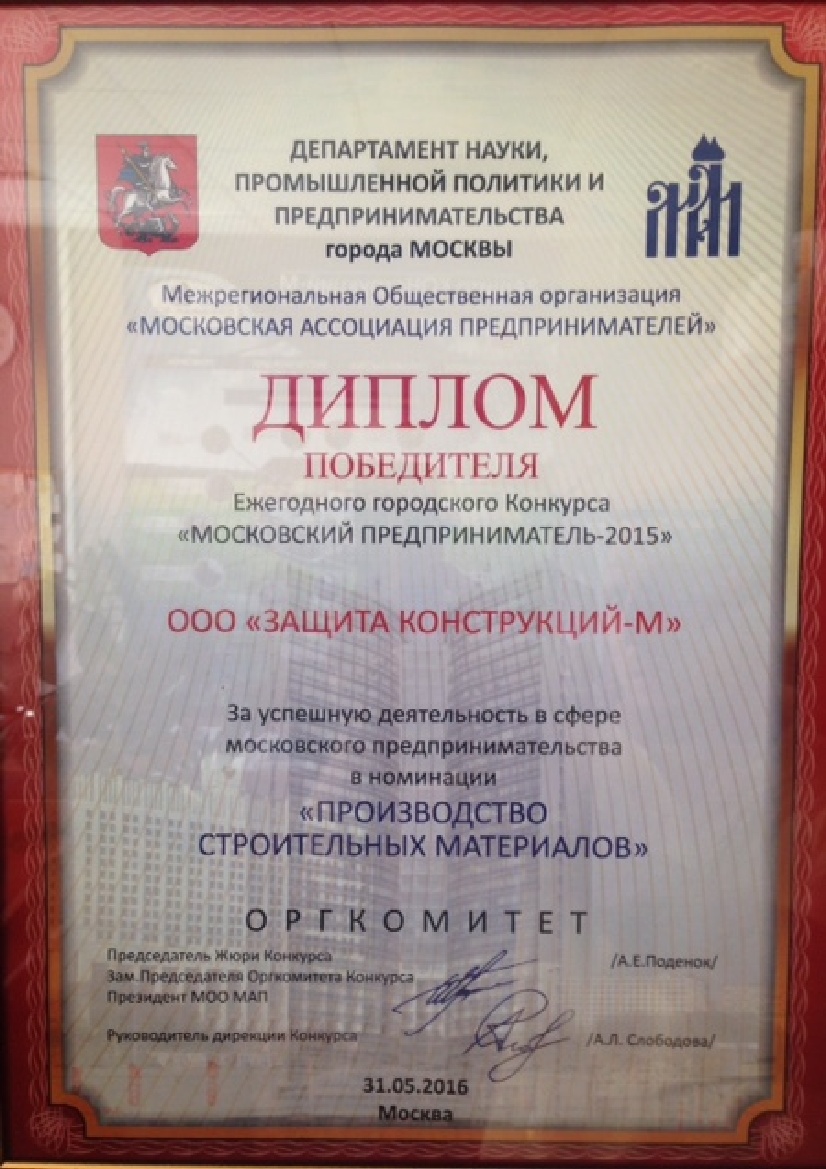 ДЕПАРТАМЕНТ НАУКИ,
ПРОМЫШЛЕННОЙ ПОЛИТИКИ И
ПРЕДПРИНИМАТЕЛЬСТВА
города МОСКВЫ
Межрегиональная Общественная организация
«МОСКОВСКАЯ АССОЦИАЦИЯ ПРЕДПРИНИМАТЕЛЕЙ»
ДИПЛОМ
ПОБЕДИТЕЛЯ
Ежегодного городского Конкурса
«МОСКОВСКИЙ ПРЕДПРИНИМАТЕЛЬ-2015»
ООО «ЗАЩИТА КОНСТРУКЦИЙ-М»
За успешную деятельность в сфере
московского предпринимательства
в номинации
«ПРОИЗВОДСТВО
СТРОИТЕЛЬНЫХ МАТЕРИАЛОВ»
ОРГКОМИТЕТ
Председатель Жюри Конкурса
Зам.Председателя Оргкомитета Конкурса
Президент МОО МАП
/А.Е.Поденок/
Руководитель дирекции Конкурса /А.Л. Слободова/
31.05.2016
Москва